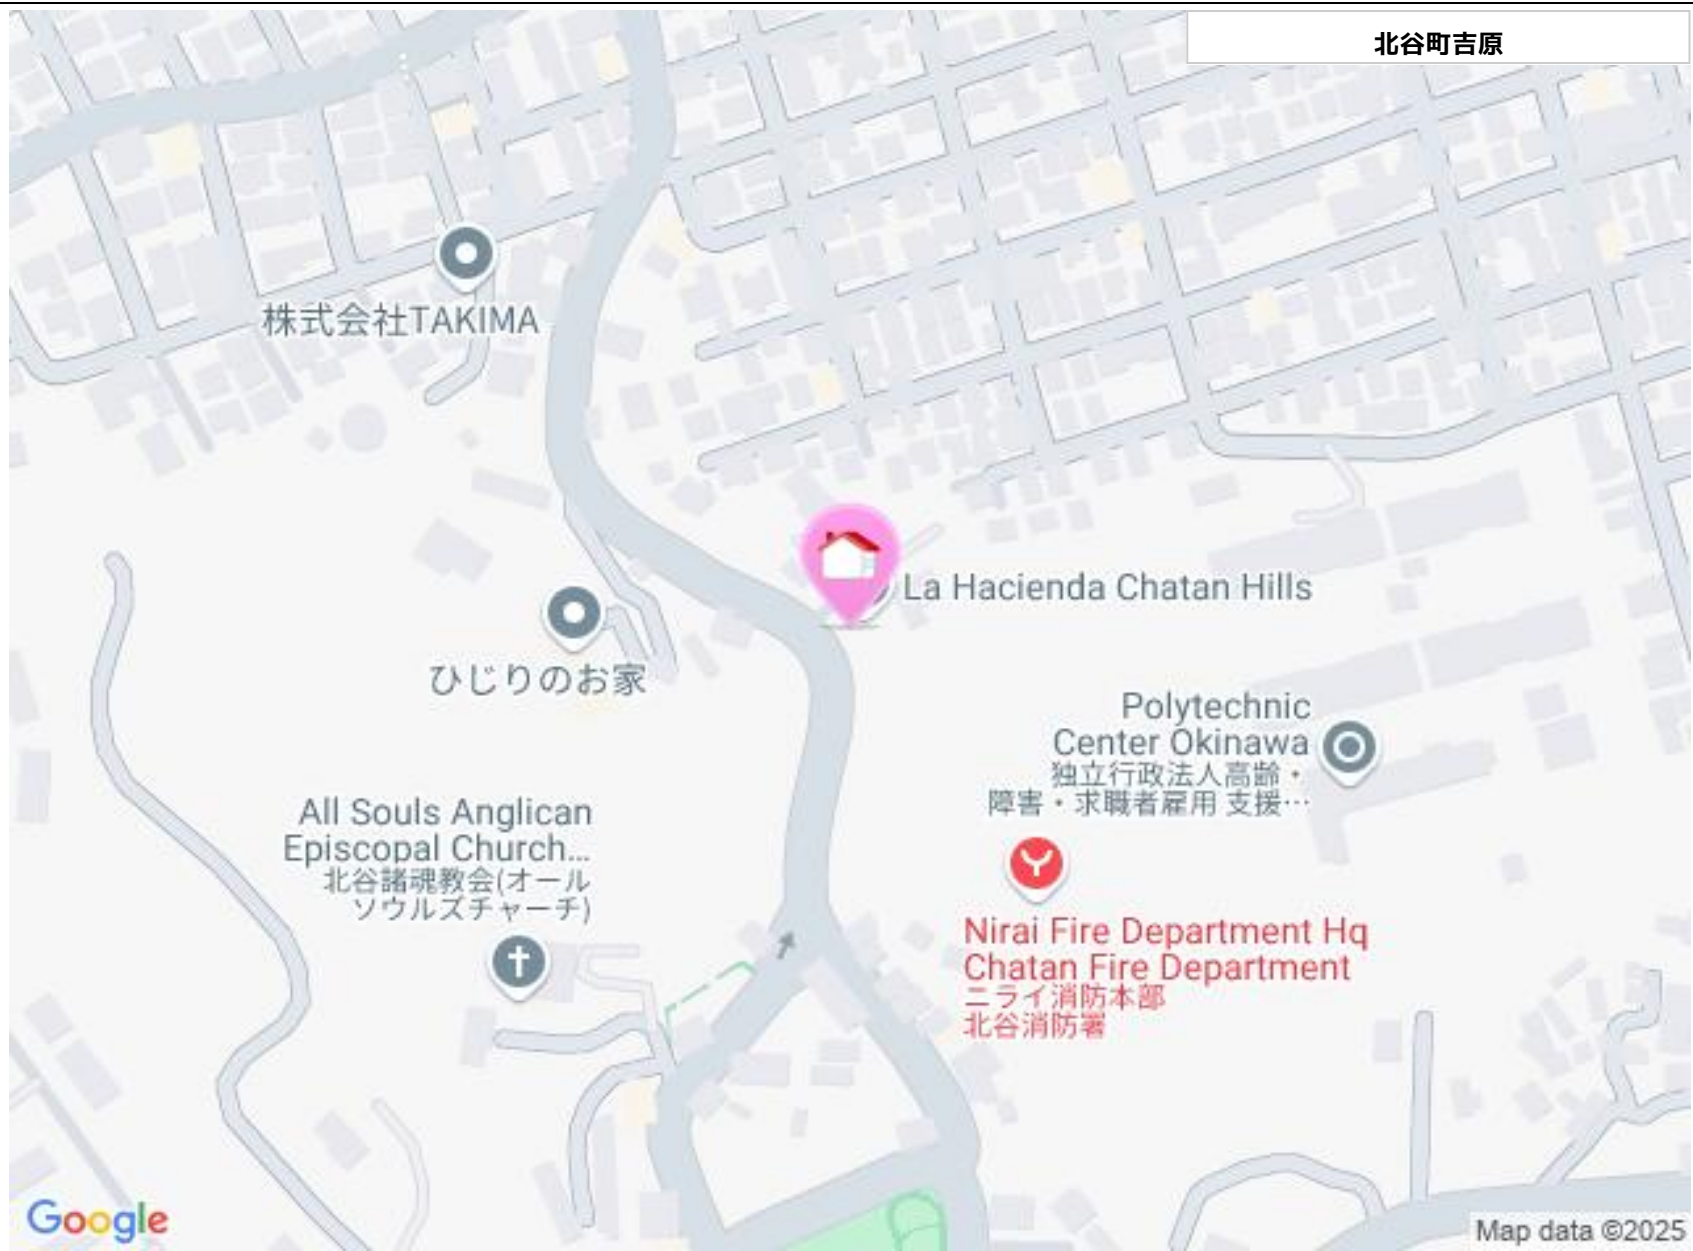 北谷町吉原
株式会社TAKIMA
La Hacienda Chatan Hills
ひじりのお家
Polytechnic
Center Okinawa
独立行政法人高齢・
障害・求職者雇用 支援…
All Souls Anglican
Episcopal Church...
北谷諸魂教会(オール
ソウルズチャーチ)
Nirai Fire Department Hq
Chatan Fire Department
ニライ消防本部
北谷消防署
Google
Map data ©2025